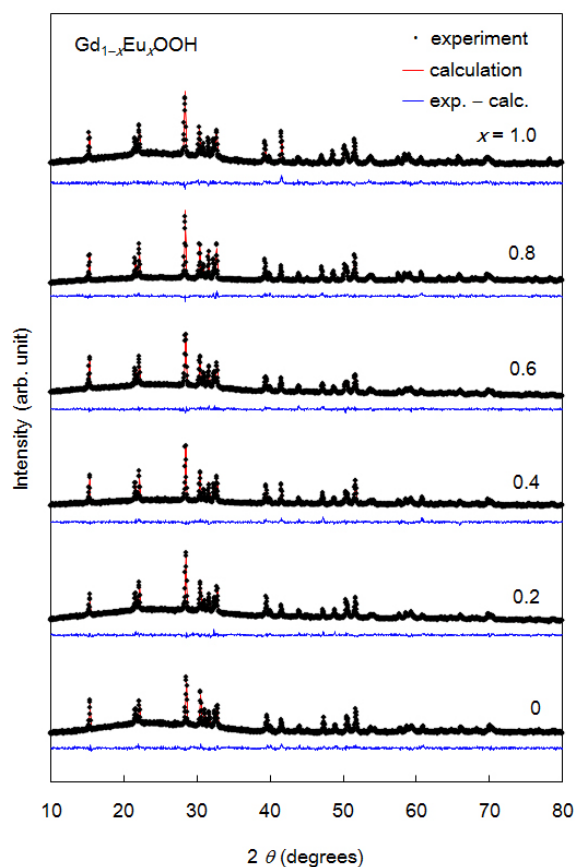 Gd₁₋ₓEuₓOOH
experiment
calculation
exp. – calc.
x = 1.0
0.8
0.6
0.4
0.2
0
Intensity (arb. unit)
10 20 30 40 50 60 70 80
2 θ (degrees)